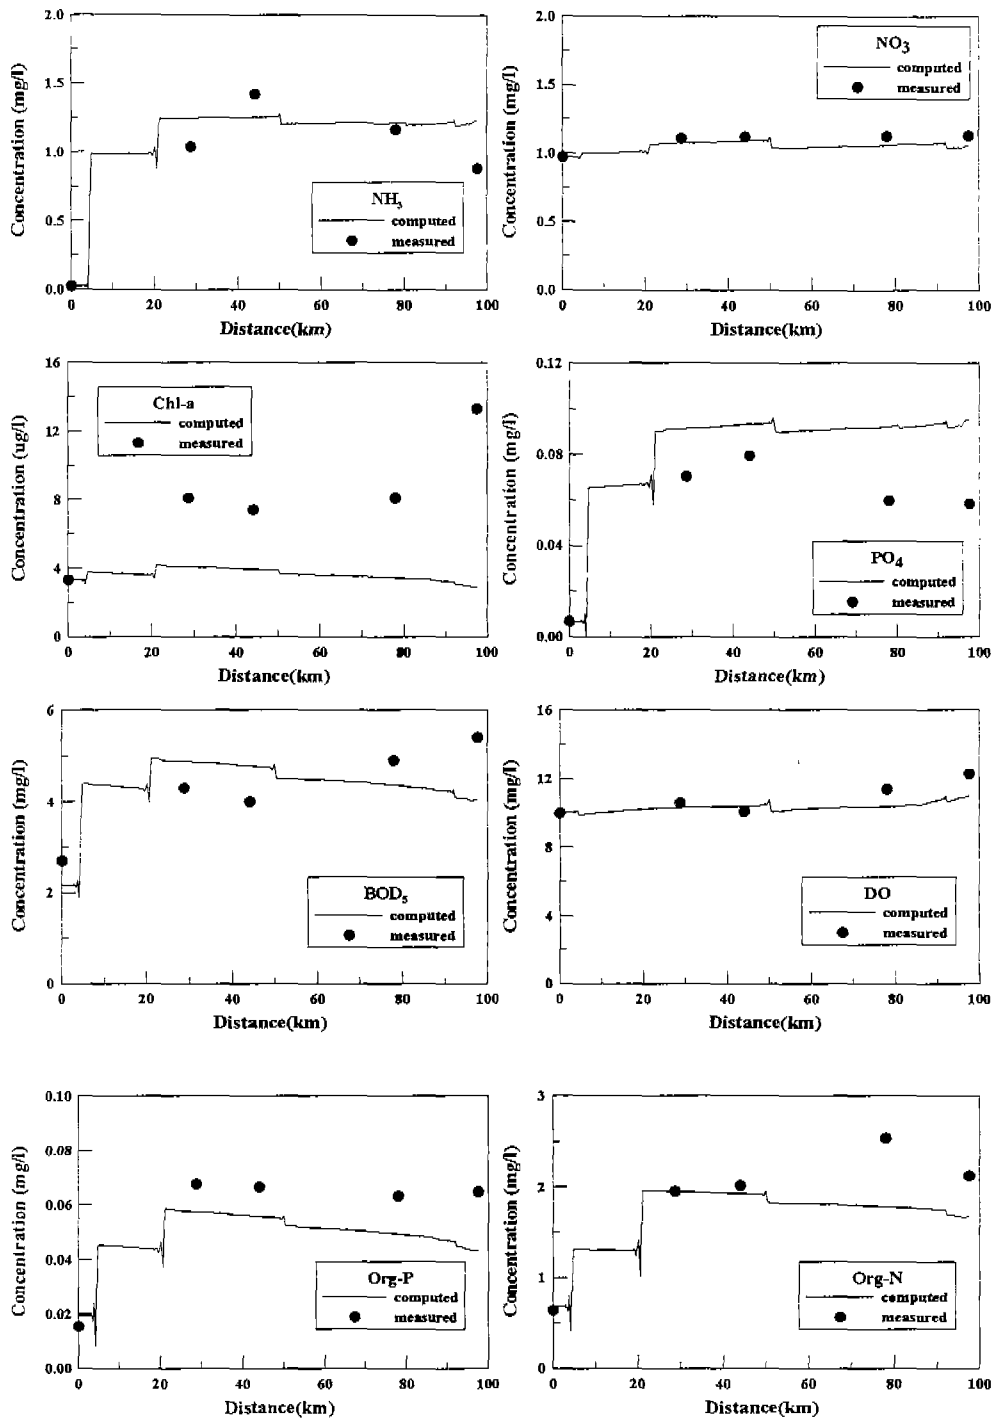 2.0
1.5
1.0
0.5
0.0
Concentration (mg/l)
NH3
computed
measured
0 20 40 60 80 100
Distance(km)
2.0
1.5
1.0
0.5
0.0
Concentration (mg/l)
NO3
computed
measured
0 20 40 60 80 100
Distance(km)
16
12
8
4
0
Concentration (ug/l)
Chl-a
computed
measured
0 20 40 60 80 100
Distance(km)
0.12
0.08
0.04
0.00
Concentration (mg/l)
PO4
computed
measured
0 20 40 60 80 100
Distance(km)
6
4
2
0
Concentration (mg/l)
BOD5
computed
measured
0 20 40 60 80 100
Distance(km)
16
12
8
4
0
Concentration (mg/l)
DO
computed
measured
0 20 40 60 80 100
Distance(km)
0.10
0.08
0.06
0.04
0.02
0.00
Concentration (mg/l)
Org-P
computed
measured
0 20 40 60 80 100
Distance(km)
3
2
1
0
Concentration (mg/l)
Org-N
computed
measured
0 20 40 60 80 100
Distance(km)